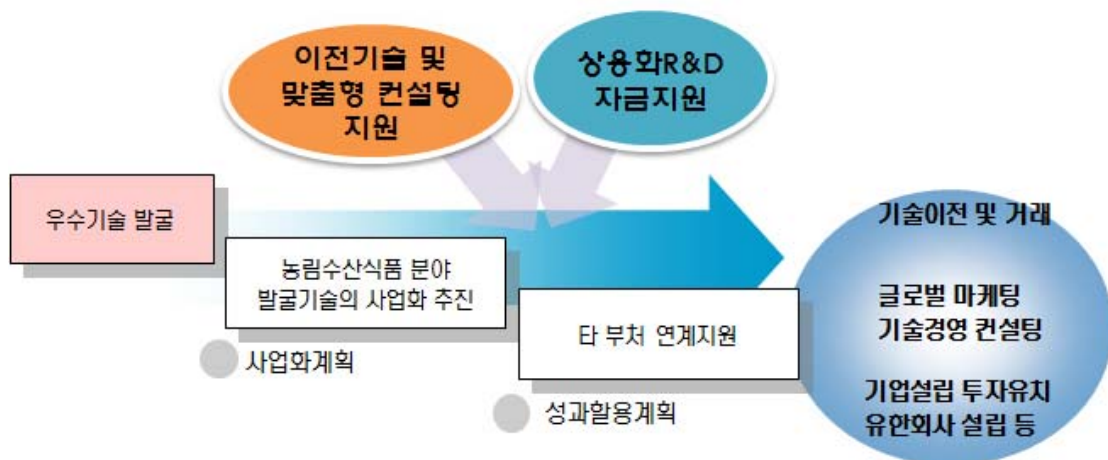 이전기술 및
맞춤형 컨설팅
지원
상용화R&D
자금지원
우수기술 발굴
농림수산식품 분야
발굴기술의 사업화 추진
사업화계획
타 부처 연계지원
성과활용계획
기술이전 및 거래
글로벌 마케팅
기술경영 컨설팅
기업설립 투자유치
유한회사 설립 등